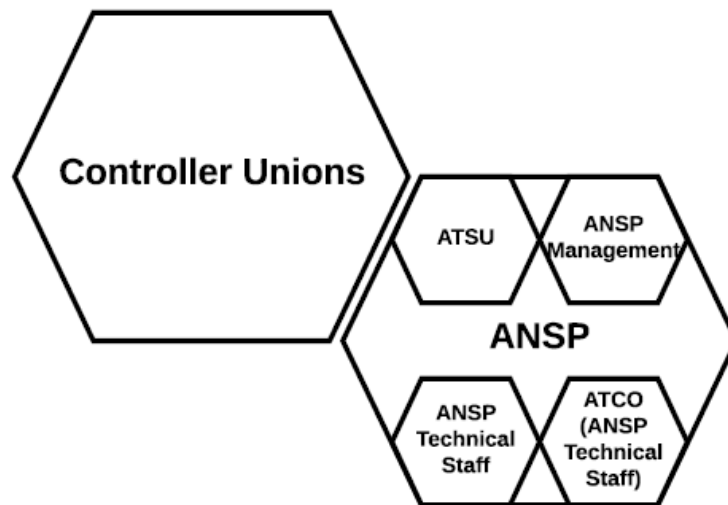 Controller Unions
ATSU
ANSP
Management
ANSP
ANSP
Technical
Staff
ATCO
(ANSP
Technical
Staff)